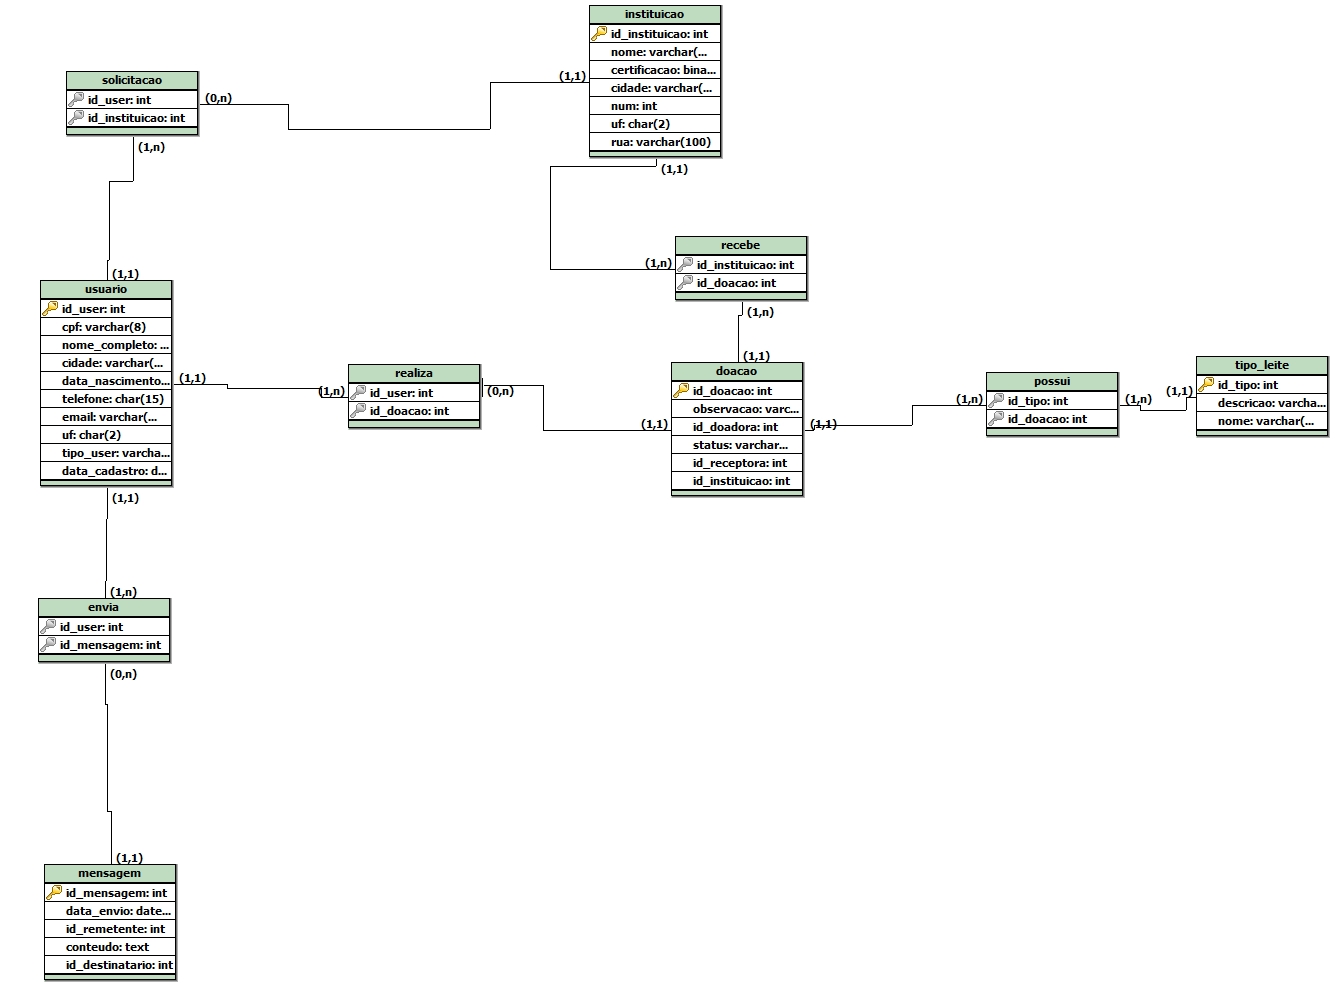 instituicao
id_instituicao: int
nome: varchar(...
certificacao: bina...
cidade: varchar(...
num: int
uf: char(2)
rua: varchar(100)
(1,1)
(1,1)
solicitacao
id_user: int
id_instituicao: int
(0,n)
(1,n)
recebe
id_instituicao: int
id_doacao: int
(1,n)
(1,n)
(1,1)
usuario
id_user: int
cpf: varchar(8)
nome_completo: ...
cidade: varchar(...
data_nascimento...
telefone: char(15)
email: varchar(...
uf: char(2)
tipo_user: varcha...
data_cadastro: d...
(1,1)
(1,1)
realiza
id_user: int
id_doacao: int
(1,n)
(0,n)
(1,1)
doacao
id_doacao: int
observacao: varc...
id_doadora: int
status: varchar...
id_receptora: int
id_instituicao: int
(1,1)
(1,1)
possui
id_tipo: int
id_doacao: int
(1,n)
(1,n)
tipo_leite
id_tipo: int
descricao: varcha...
nome: varchar(...
(1,1)
(1,n)
envia
id_user: int
id_mensagem: int
(0,n)
(1,1)
mensagem
id_mensagem: int
data_envio: date...
id_remetente: int
conteudo: text
id_destinatario: int